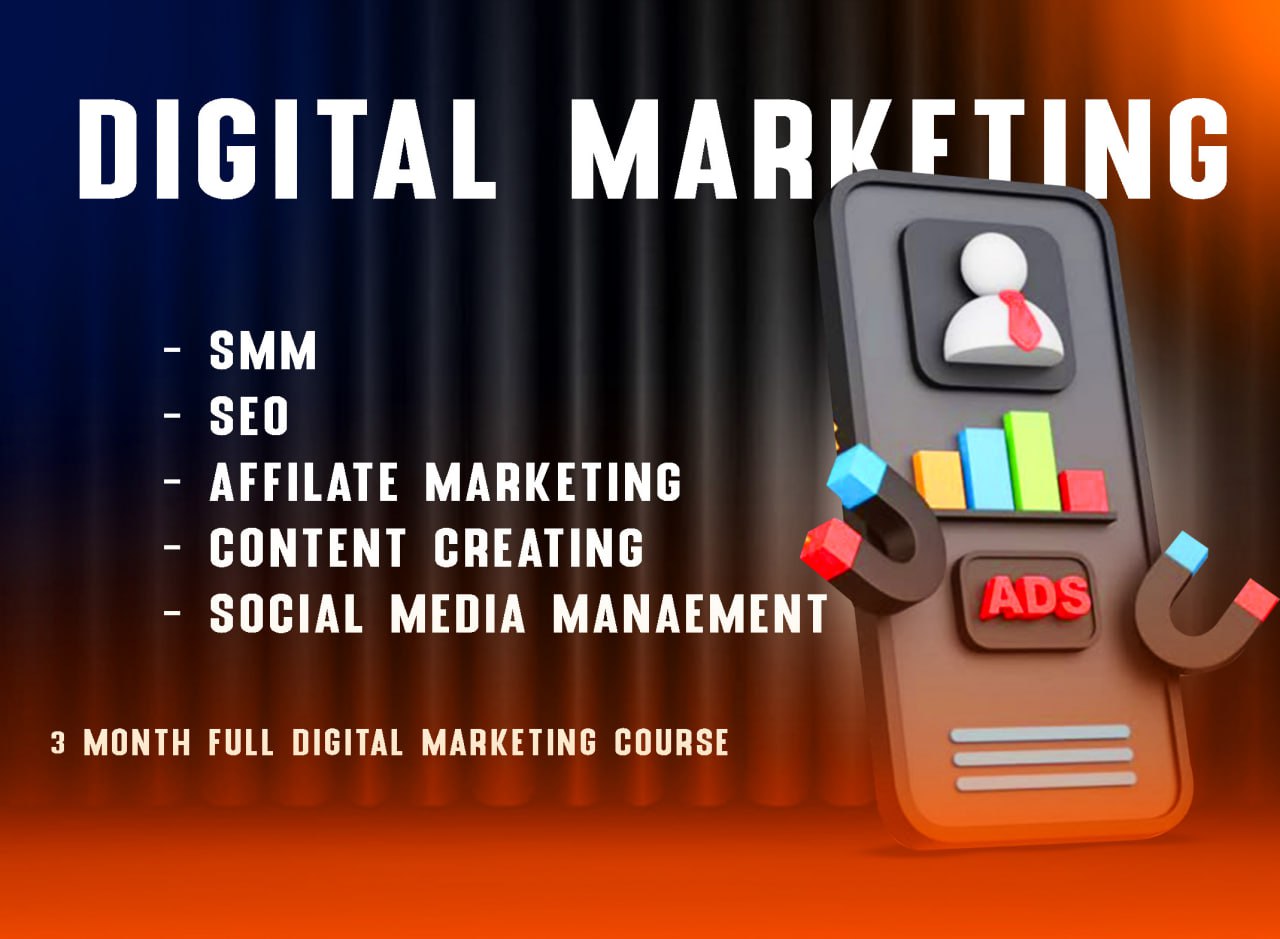 DIGITAL MARKETING
- SMM
- SEO
- AFFILATE MARKETING
- CONTENT CREATING
- SOCIAL MEDIA MANAEMENT
ADS
3 MONTH FULL DIGITAL MARKETING COURSE